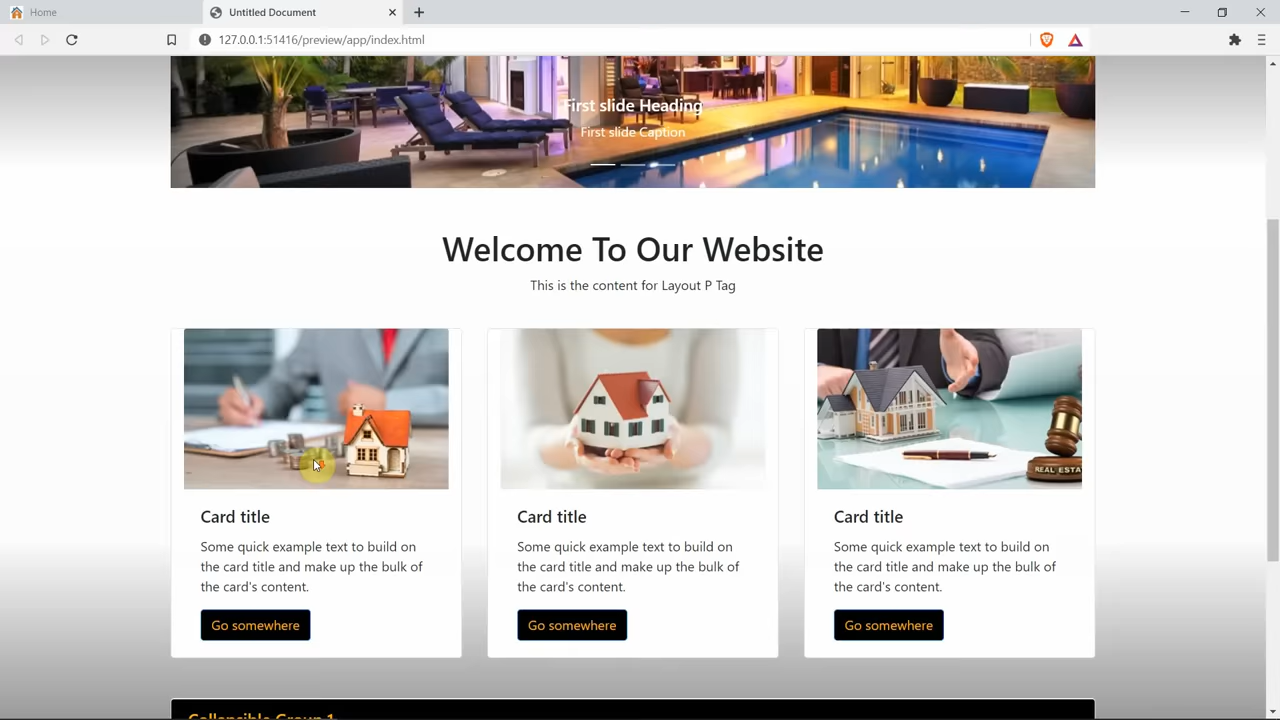 Home
Untitled Document
127.0.0.1:51416/preview/app/index.html
First slide Heading
First slide Caption
Welcome To Our Website
This is the content for Layout P Tag
REAL ESTA
Card title
Some quick example text to build on
the card title and make up the bulk of
the card's content.
Go somewhere
Card title
Some quick example text to build on
the card title and make up the bulk of
the card's content.
Go somewhere
Card title
Some quick example text to build on
the card title and make up the bulk of
the card's content.
Go somewhere
Collapsible Group 1